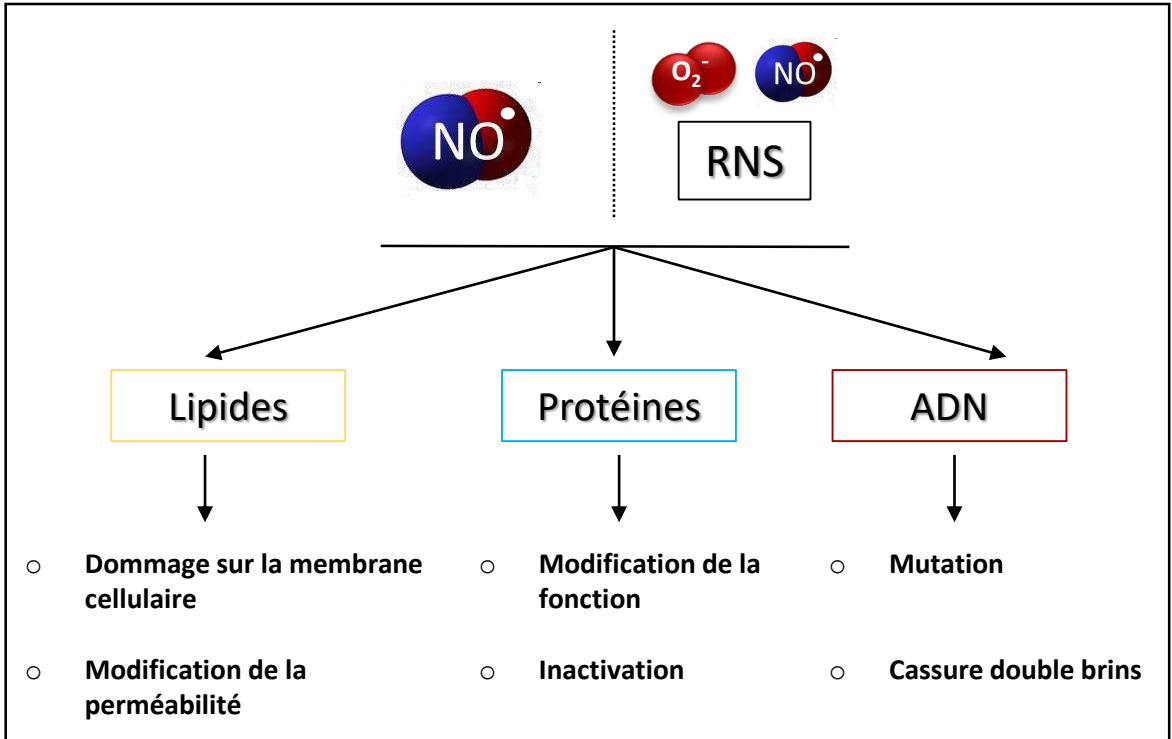 NO•
O₂⁻
NO•
RNS
Lipides
Protéines
ADN
o Dommage sur la membrane
cellulaire
o Modification de la
perméabilité
o Modification de la
fonction
o Inactivation
o Mutation
o Cassure double brins